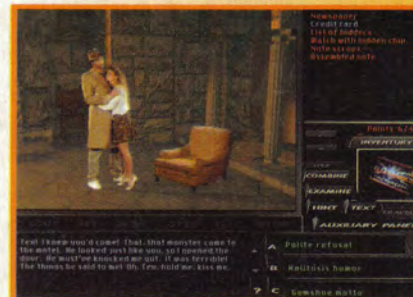 Newspaper
Credit card
List of bidders
Watch with hidden chip
Note scraps
Assembled note
Points 624
INVENTORY
COMBINE
EXAMINE
HINT
TEXT
AUXILIARY PANE
Tex! I knew you'd come! Chal, that monster came to
the motel. He looked just like you, so I opened the
door. He must've knocked me out. It was terrible!
The things he said to me! Oh, Tex, hold me, kiss me.
A Polite refusal
B Halitosis humor
? C Gumshoe motto